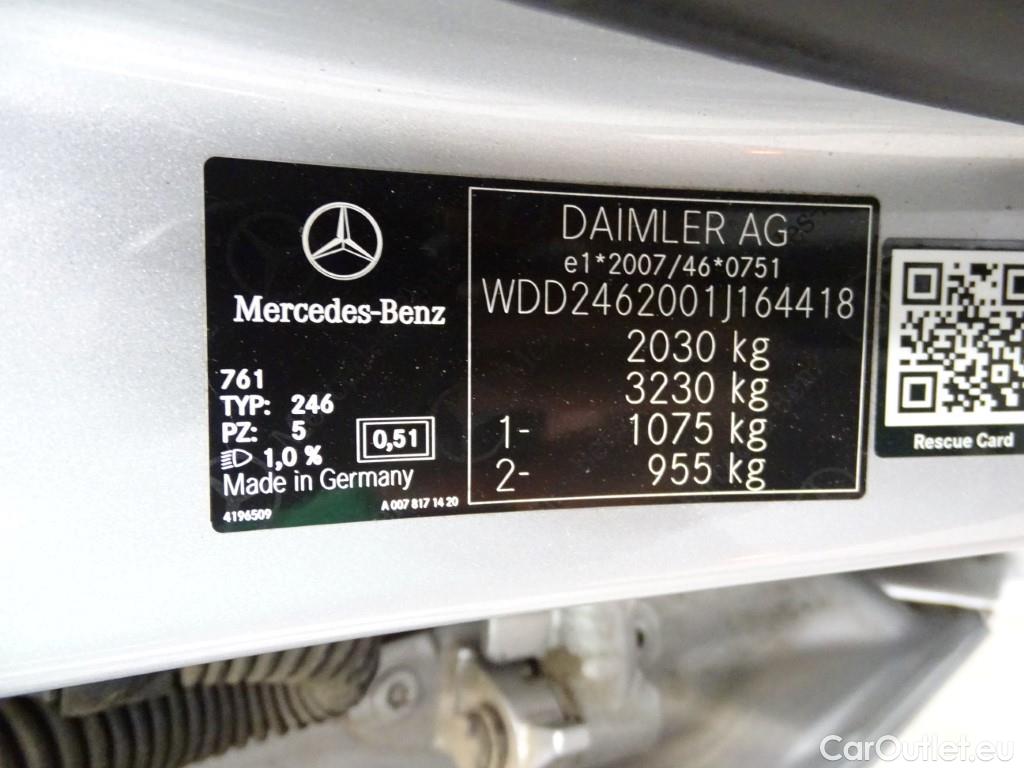 Mercedes-Benz
761
TYP: 246
PZ: 5
1,0 %
0,51
Made in Germany
4196509
A 007 817 14 20
DAIMLER AG
e1*2007/46*0751
WDD2462001J164418
2030 kg
3230 kg
1- 1075 kg
2- 955 kg
Rescue Card
CarOutlet.eu